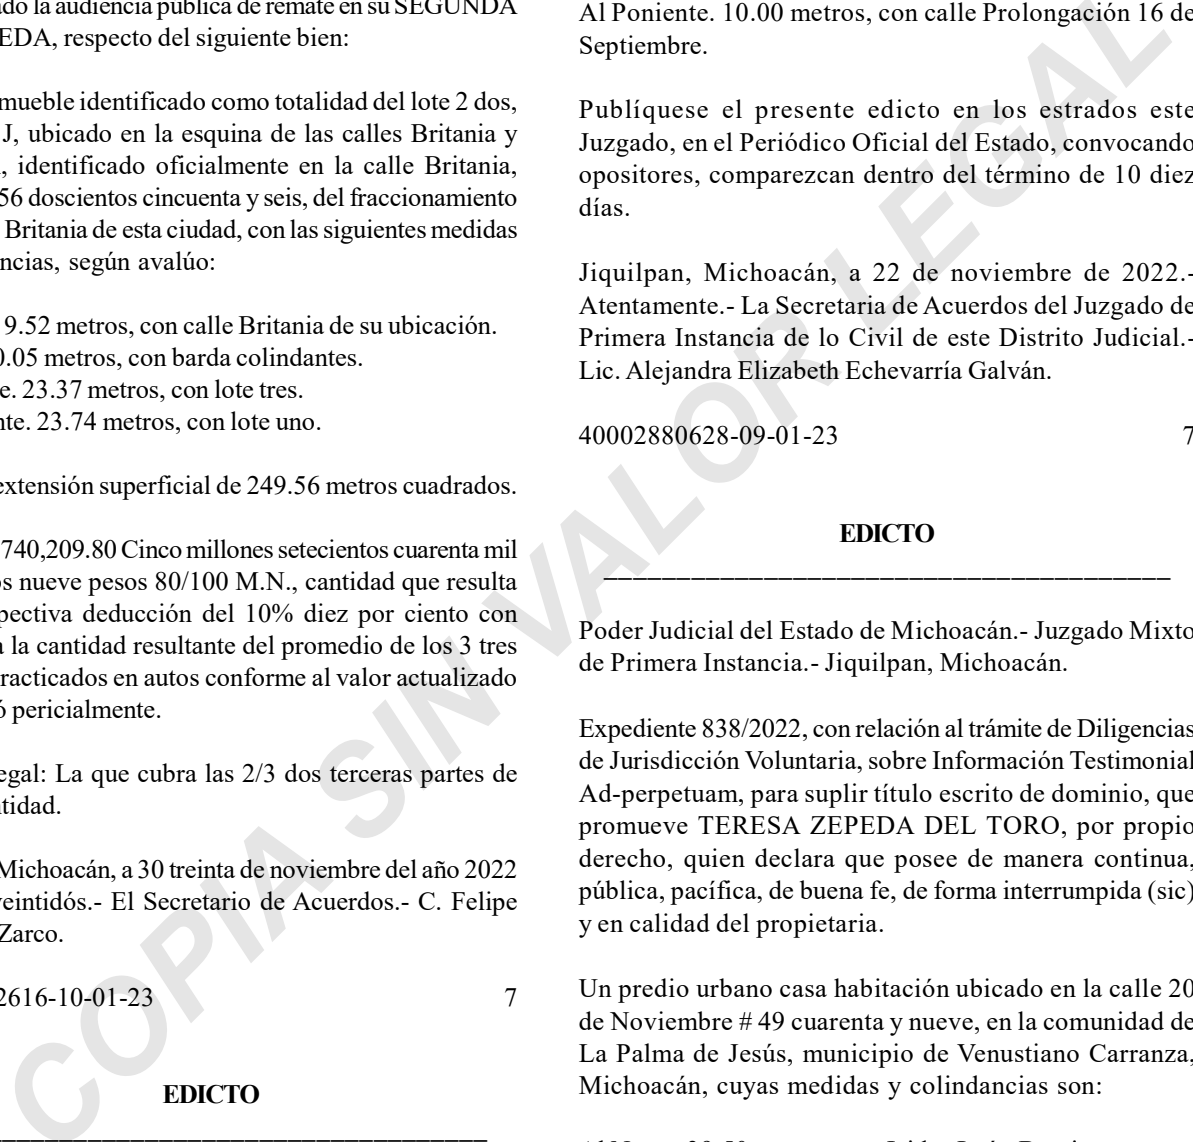 ado la audiencia pública de remate en su SEGUNDA
EDA, respecto del siguiente bien:
mueble identificado como totalidad del lote 2 dos,
J, ubicado en la esquina de las calles Britania y
, identificado oficialmente en la calle Britania,
56 doscientos cincuenta y seis, del fraccionamiento
Britania de esta ciudad, con las siguientes medidas
ncias, según avalúo:
9.52 metros, con calle Britania de su ubicación.
0.05 metros, con barda colindantes.
e. 23.37 metros, con lote tres.
nte. 23.74 metros, con lote uno.
extensión superficial de 249.56 metros cuadrados.
740,209.80 Cinco millones setecientos cuarenta mil
os nueve pesos 80/100 M.N., cantidad que resulta
pectiva deducción del 10% diez por ciento con
a la cantidad resultante del promedio de los 3 tres
racticados en autos conforme al valor actualizado
ó pericialmente.
egal: La que cubra las 2/3 dos terceras partes de
ntidad.
Michoacán, a 30 treinta de noviembre del año 2022
veintidós.- El Secretario de Acuerdos.- C. Felipe
Zarco.
2616-10-01-23 7
EDICTO
Al Poniente. 10.00 metros, con calle Prolongación 16 de
Septiembre.
Publíquese el presente edicto en los estrados este
Juzgado, en el Periódico Oficial del Estado, convocando
opositores, comparezcan dentro del término de 10 diez
días.
Jiquilpan, Michoacán, a 22 de noviembre de 2022.-
Atentamente.- La Secretaria de Acuerdos del Juzgado de
Primera Instancia de lo Civil de este Distrito Judicial.-
Lic. Alejandra Elizabeth Echevarría Galván.
40002880628-09-01-23 7
EDICTO
Poder Judicial del Estado de Michoacán.- Juzgado Mixto
de Primera Instancia.- Jiquilpan, Michoacán.
Expediente 838/2022, con relación al trámite de Diligencias
de Jurisdicción Voluntaria, sobre Información Testimonial
Ad-perpetuam, para suplir título escrito de dominio, que
promueve TERESA ZEPEDA DEL TORO, por propio
derecho, quien declara que posee de manera continua,
pública, pacífica, de buena fe, de forma interrumpida (sic)
y en calidad del propietaria.
Un predio urbano casa habitación ubicado en la calle 20
de Noviembre # 49 cuarenta y nueve, en la comunidad de
La Palma de Jesús, municipio de Venustiano Carranza,
Michoacán, cuyas medidas y colindancias son:
COPIA SIN VALOR LEGAL